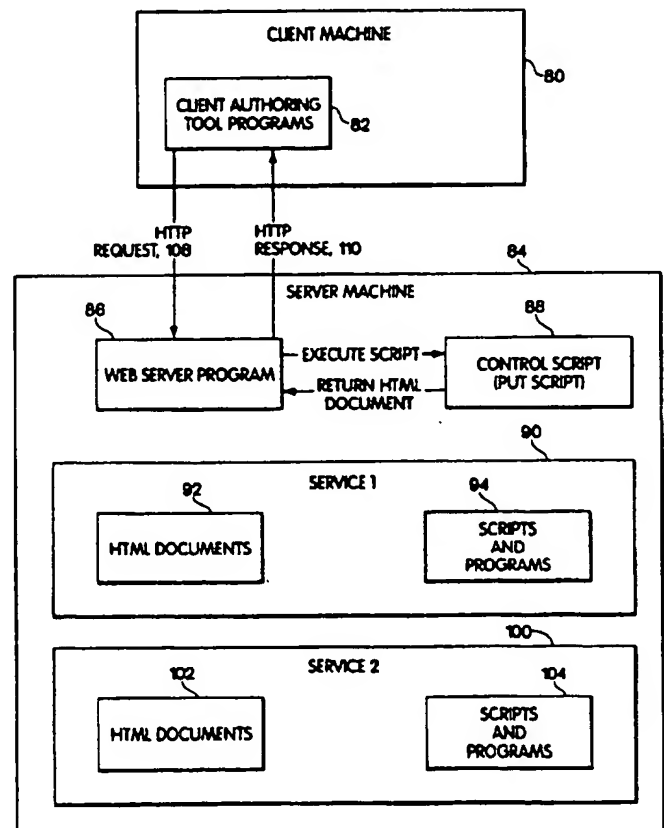 CLIENT MACHINE
80
CLIENT AUTHORING
TOOL PROGRAMS
82
HTTP
REQUEST, 108
HTTP
RESPONSE, 110
84
SERVER MACHINE
86
WEB SERVER PROGRAM
EXECUTE SCRIPT
RETURN HTML
DOCUMENT
88
CONTROL SCRIPT
(PUT SCRIPT)
90
SERVICE 1
92
HTML DOCUMENTS
94
SCRIPTS
AND
PROGRAMS
100
SERVICE 2
102
HTML DOCUMENTS
104
SCRIPTS
AND
PROGRAMS